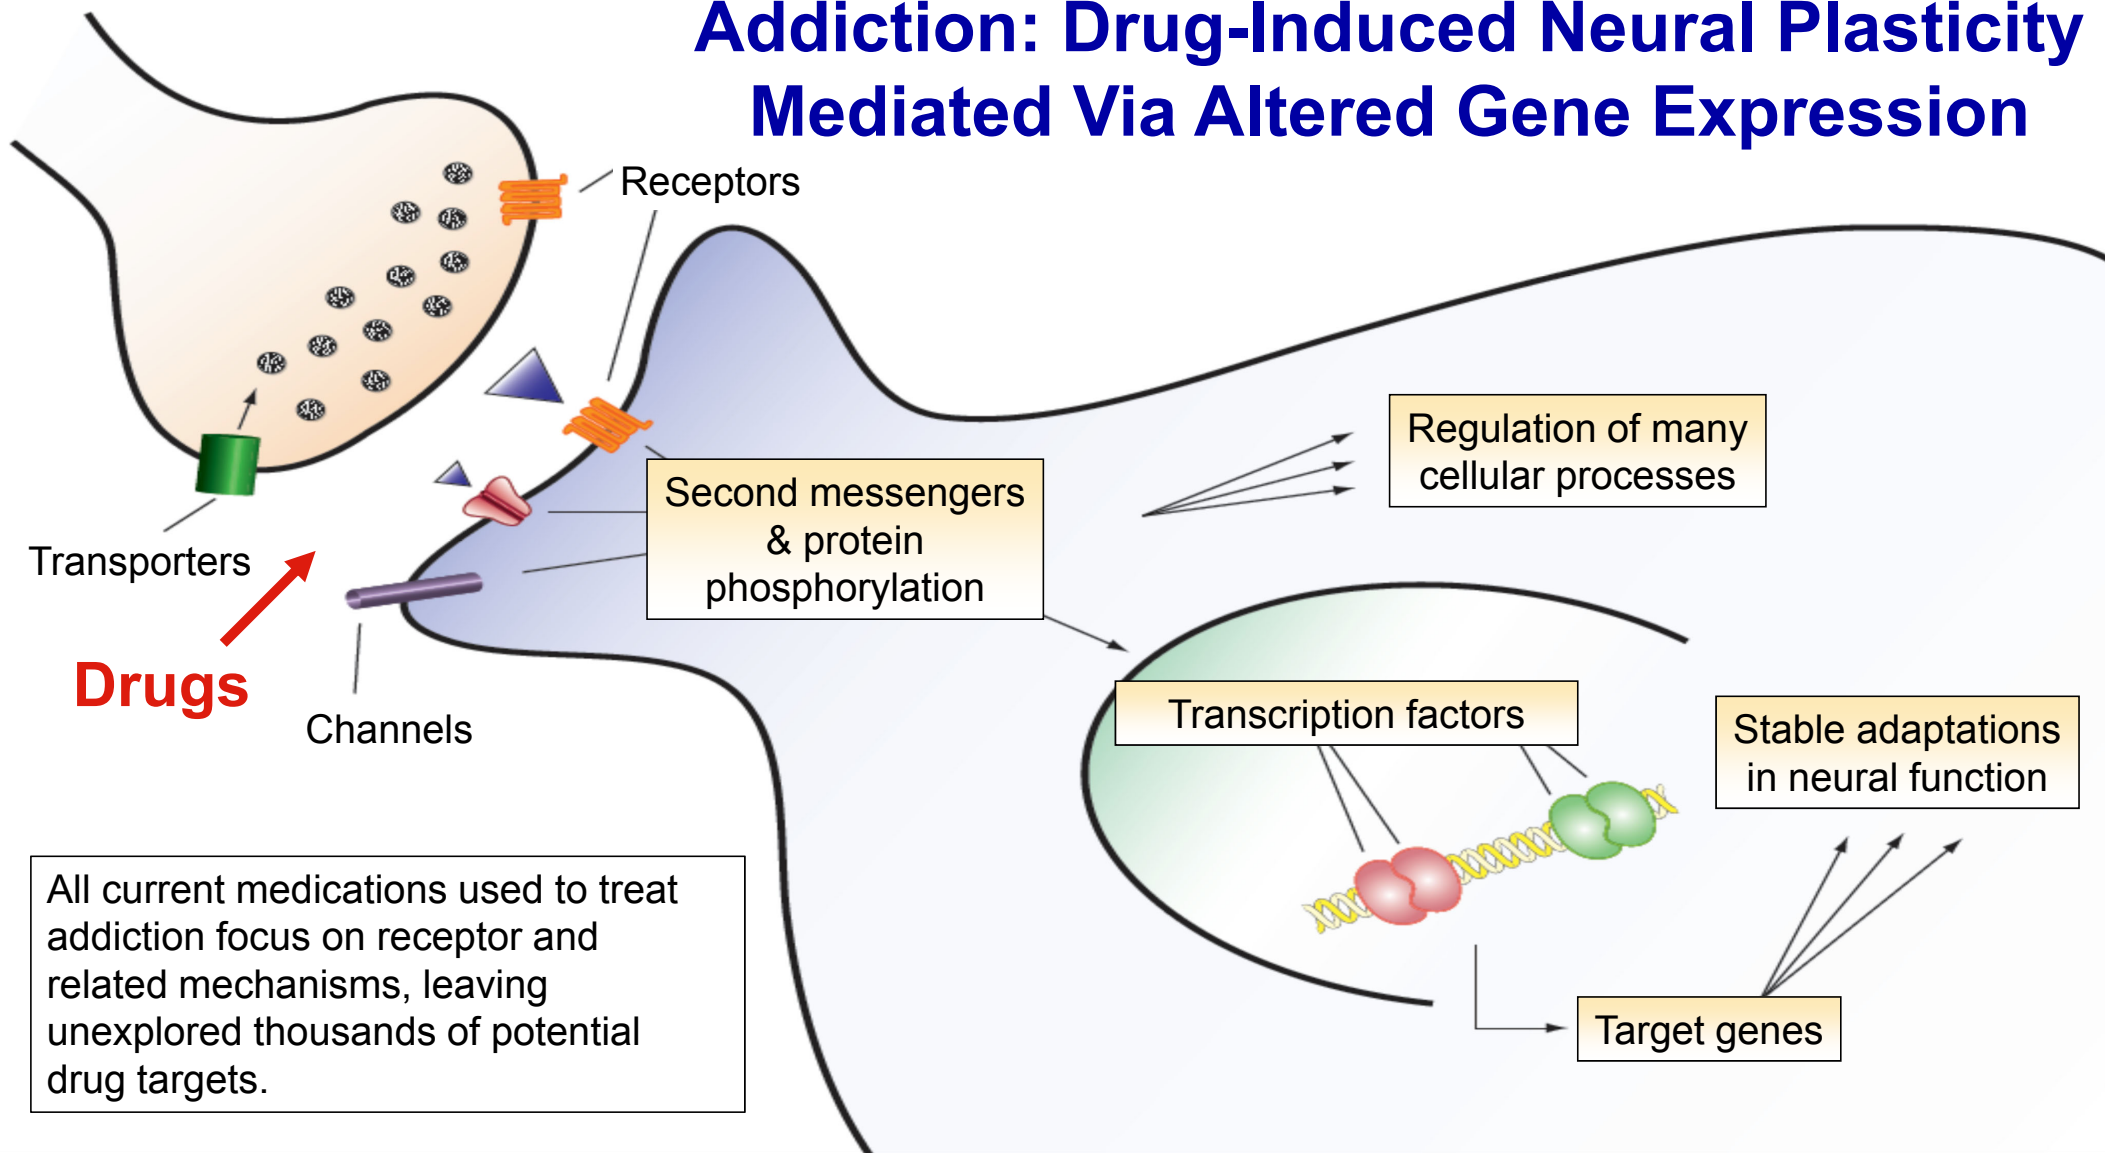 Addiction: Drug-Induced Neural Plasticity
Mediated Via Altered Gene Expression
Receptors
Regulation of many
cellular processes
Second messengers
& protein
phosphorylation
Transporters
Drugs
Channels
Transcription factors
Stable adaptations
in neural function
All current medications used to treat
addiction focus on receptor and
related mechanisms, leaving
unexplored thousands of potential
drug targets.
Target genes